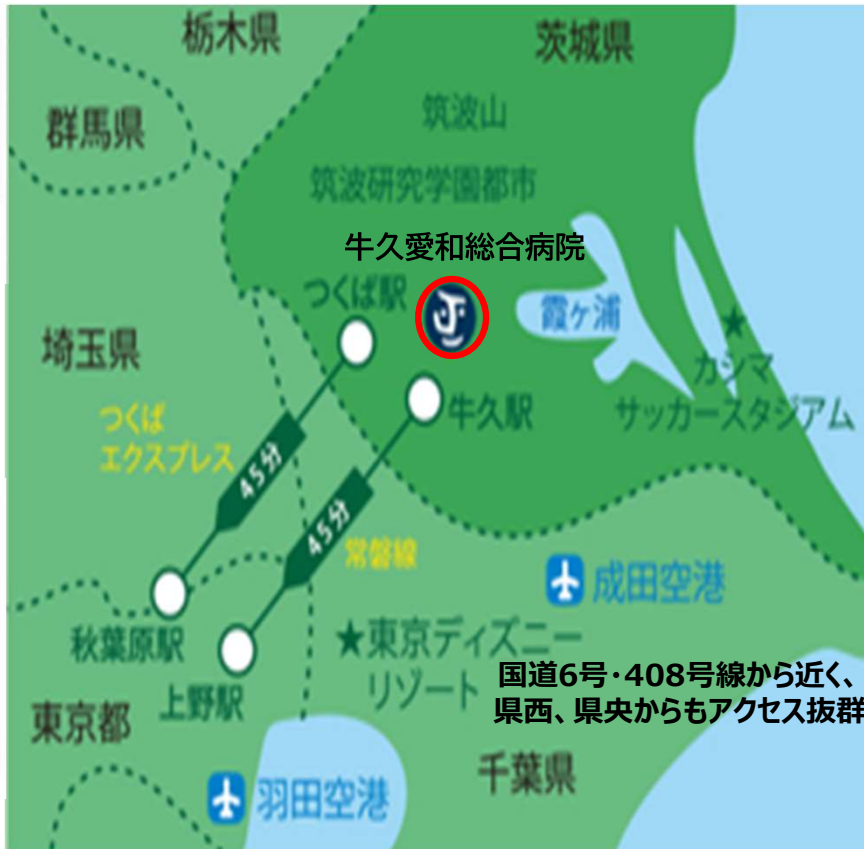 栃木県
茨城県
群馬県
筑波山
筑波研究学園都市
牛久愛和総合病院
つくば駅
霞ヶ浦
埼玉県
カシマ
サッカースタジアム
牛久駅
つくば
エクスプレス
45分
45分
常磐線
成田空港
秋葉原駅
★東京ディズニー
リゾート
上野駅
国道6号・408号線から近く、
県西、県央からもアクセス抜群
東京都
千葉県
羽田空港